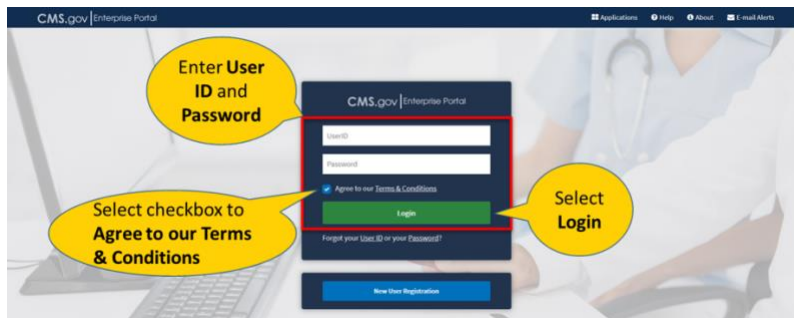 CMS.gov Enterprise Portal
Applications Help About E-mail Alerts
Enter User
ID and
Password
CMS.gov Enterprise Portal
UserID
Password
Agree to our Terms & Conditions
Login
Select checkbox to
Agree to our Terms
& Conditions
Select
Login
Forgot your User ID or your Password?
New User Registration